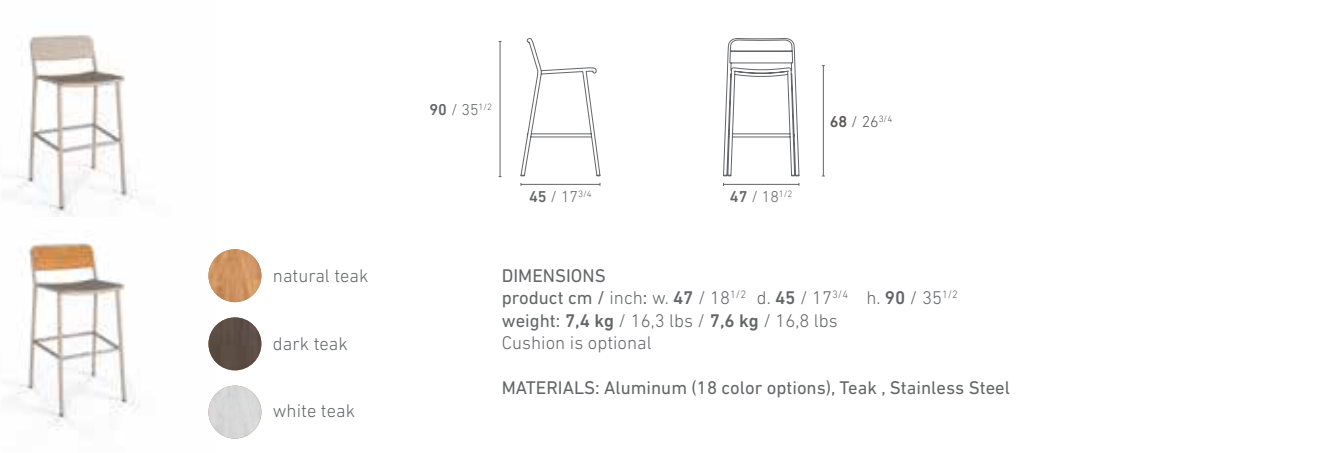 90 / 35 1/2
68 / 26 3/4
45 / 17 3/4
47 / 18 1/2
natural teak
dark teak
white teak
DIMENSIONS
product cm / inch: w. 47 / 18 1/2 d. 45 / 17 3/4 h. 90 / 35 1/2
weight: 7,4 kg / 16,3 lbs / 7,6 kg / 16,8 lbs
Cushion is optional
MATERIALS: Aluminum (18 color options), Teak , Stainless Steel